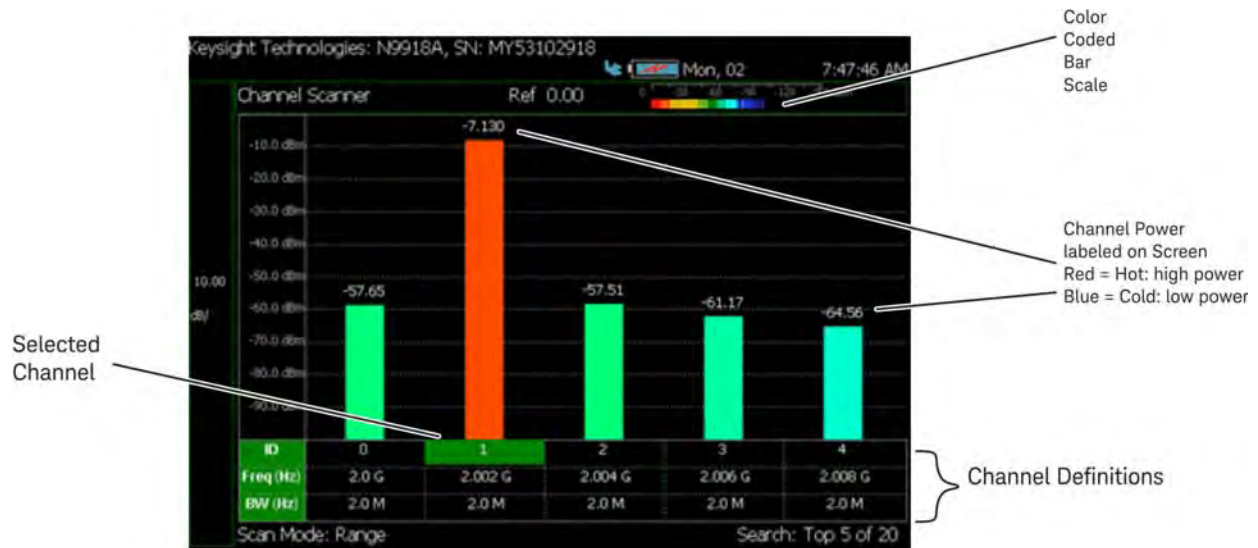 Keysight Technologies: N9918A, SN: MY53102918
Mon, 02 7:47:46 AM
Channel Scanner Ref 0.00
Color
Coded
Bar
Scale
-10.0 dBm
-20.0 dBm
-30.0 dBm
-40.0 dBm
-50.0 dBm
-60.0 dBm
-70.0 dBm
-80.0 dBm
-90.0 dBm
10.00
dB/
-57.65
-7.130
-57.51
-61.17
-64.56
Channel Power
labeled on Screen
Red = Hot: high power
Blue = Cold: low power
Selected
Channel
ID 0 1 2 3 4
Freq (Hz) 2.0 G 2.002 G 2.004 G 2.006 G 2.008 G
BW (Hz) 2.0 M 2.0 M 2.0 M 2.0 M 2.0 M
Channel Definitions
Scan Mode: Range Search: Top 5 of 20